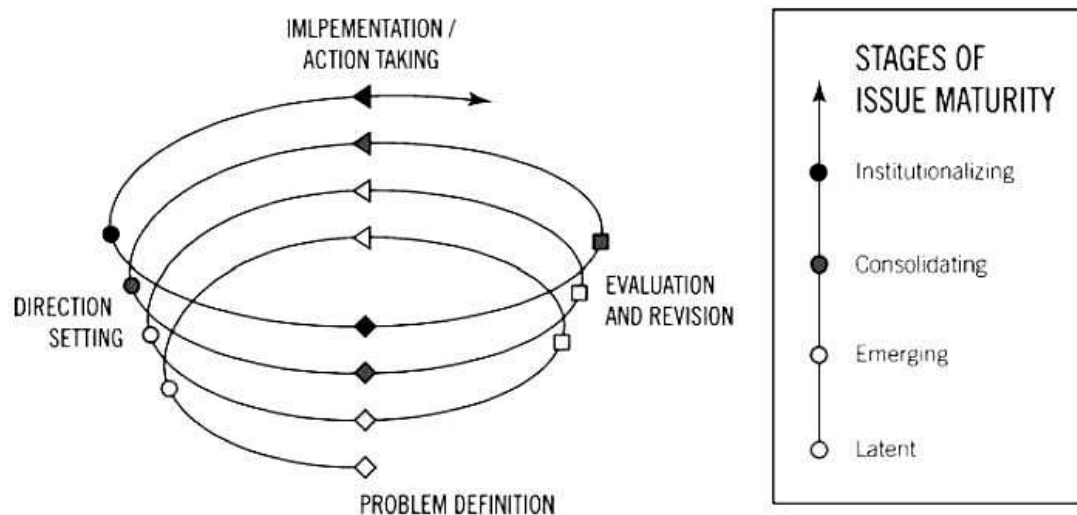 IMLPEMENTATION /
ACTION TAKING
DIRECTION
SETTING
EVALUATION
AND REVISION
PROBLEM DEFINITION
STAGES OF
ISSUE MATURITY
Institutionalizing
Consolidating
Emerging
Latent